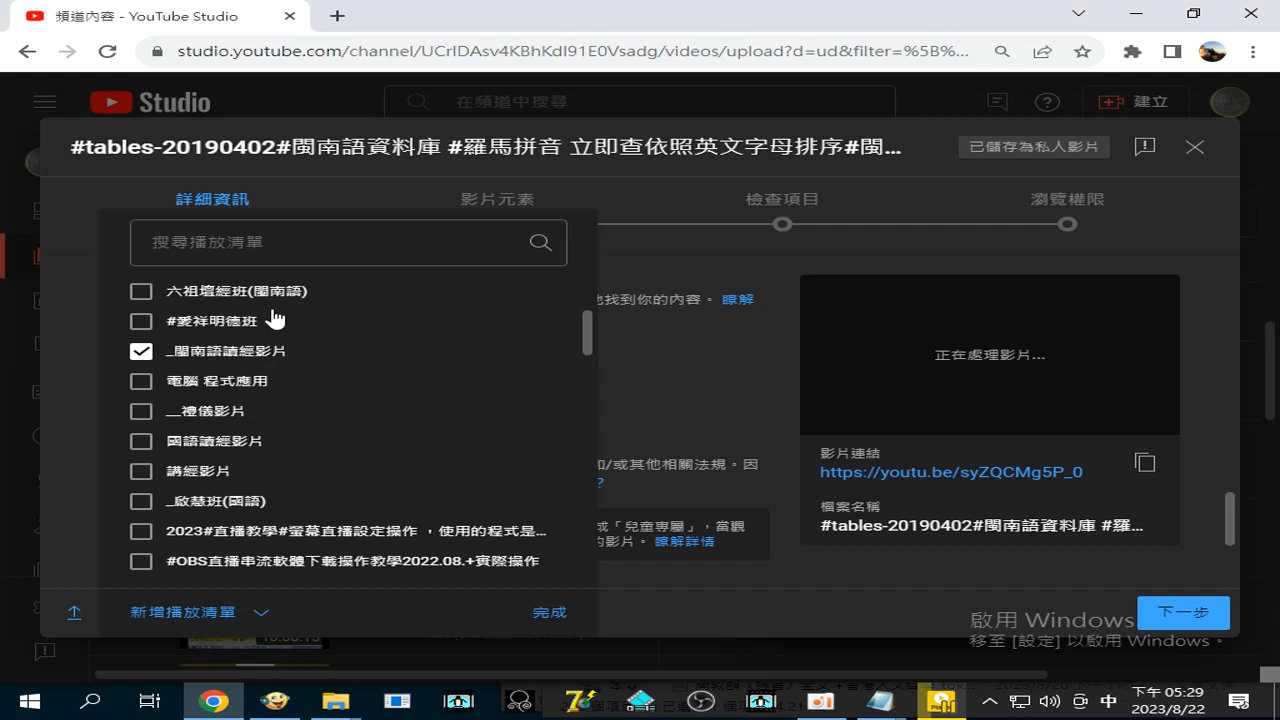 頻道內容 - YouTube Studio
studio.youtube.com/channel/UCrIDAsv4KBhKdI91E0Vsadg/videos/upload?d=ud&filter=%5B%...
Studio
在頻道中搜尋
建立
#tables-20190402#閩南語資料庫 #羅馬拼音 立即查依照英文字母排序#閩...
已儲存為私人影片
詳細資訊
影片元素
檢查項目
瀏覽權限
搜尋播放清單
六祖壇經班(閩南語)
#愛祥明德班
_閩南語讀經影片
電腦 程式應用
__禮儀影片
國語讀經影片
講經影片
_啟慧班(國語)
2023#直播教學#螢幕直播設定操作 ，使用的程式是...
#OBS直播串流軟體下載操作教學2022.08.+實際操作
新增播放清單
完成
找到你的內容。 瞭解
和/或其他相關法規。因
?
成「兒童專屬」，當觀
的影片。 瞭解詳情
正在處理影片...
影片連結
https://youtu.be/syZQCMg5P_0
檔案名稱
#tables-20190402#閩南語資料庫 #羅...
下一步
啟用 Windows
移至 [設定] 以啟用 Windows。
中
下午 05:29
2023/8/22